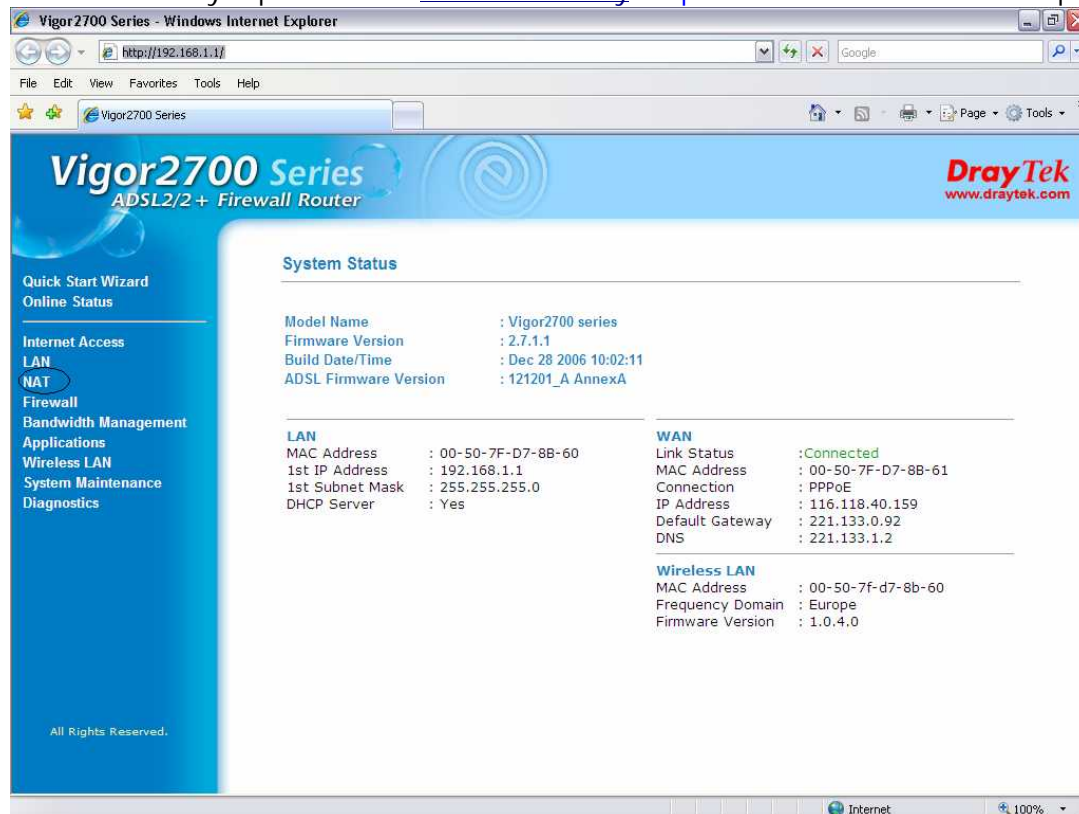 Vigor2700 Series - Windows Internet Explorer
http://192.168.1.1/
Google
File Edit View Favorites Tools Help
Vigor2700 Series
Page Tools
Vigor2700 Series
ADSL2/2+ Firewall Router
DrayTek
www.draytek.com
Quick Start Wizard
Online Status
Internet Access
LAN
NAT
Firewall
Bandwidth Management
Applications
Wireless LAN
System Maintenance
Diagnostics
All Rights Reserved.
System Status
Model Name : Vigor2700 series
Firmware Version : 2.7.1.1
Build Date/Time : Dec 28 2006 10:02:11
ADSL Firmware Version : 121201_A AnnexA
LAN
MAC Address : 00-50-7F-D7-8B-60
1st IP Address : 192.168.1.1
1st Subnet Mask : 255.255.255.0
DHCP Server : Yes
WAN
Link Status :Connected
MAC Address : 00-50-7F-D7-8B-61
Connection : PPPoE
IP Address : 116.118.40.159
Default Gateway : 221.133.0.92
DNS : 221.133.1.2
Wireless LAN
MAC Address : 00-50-7f-d7-8b-60
Frequency Domain : Europe
Firmware Version : 1.0.4.0
Internet 100%